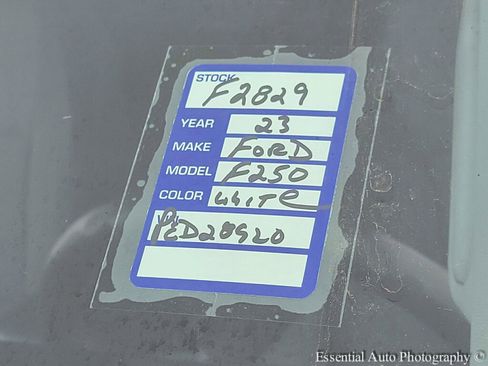 STOCK F2829
YEAR 23
MAKE FORD
MODEL F250
COLOR White
PED28920
Essential Auto Photography ©